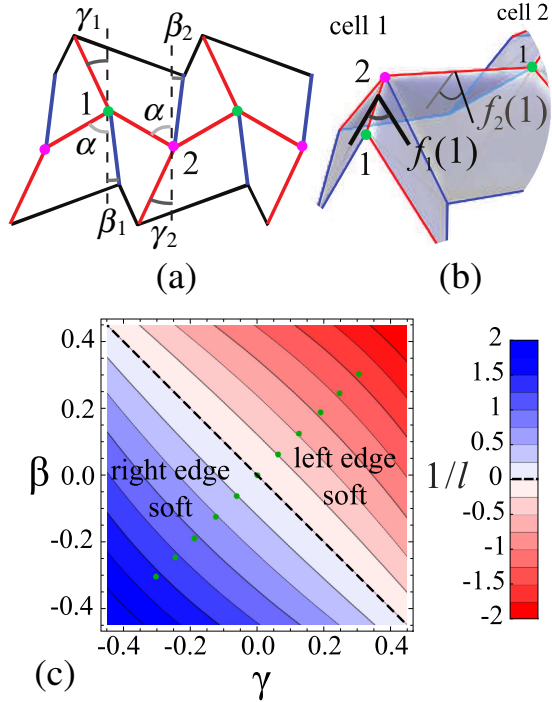 γ₁ β₂ cell 2
cell 1
1 α 2 1
α 2 f₂(1)
1 f₁(1)
β₁ γ₂
(a) (b)
0.4
0.2
0.0
-0.2
-0.4
β
right edge
soft
left edge
soft
-0.4 -0.2 0.0 0.2 0.4
γ
(c)
1/l
2
1.5
1
0.5
0
-0.5
-1
-1.5
-2